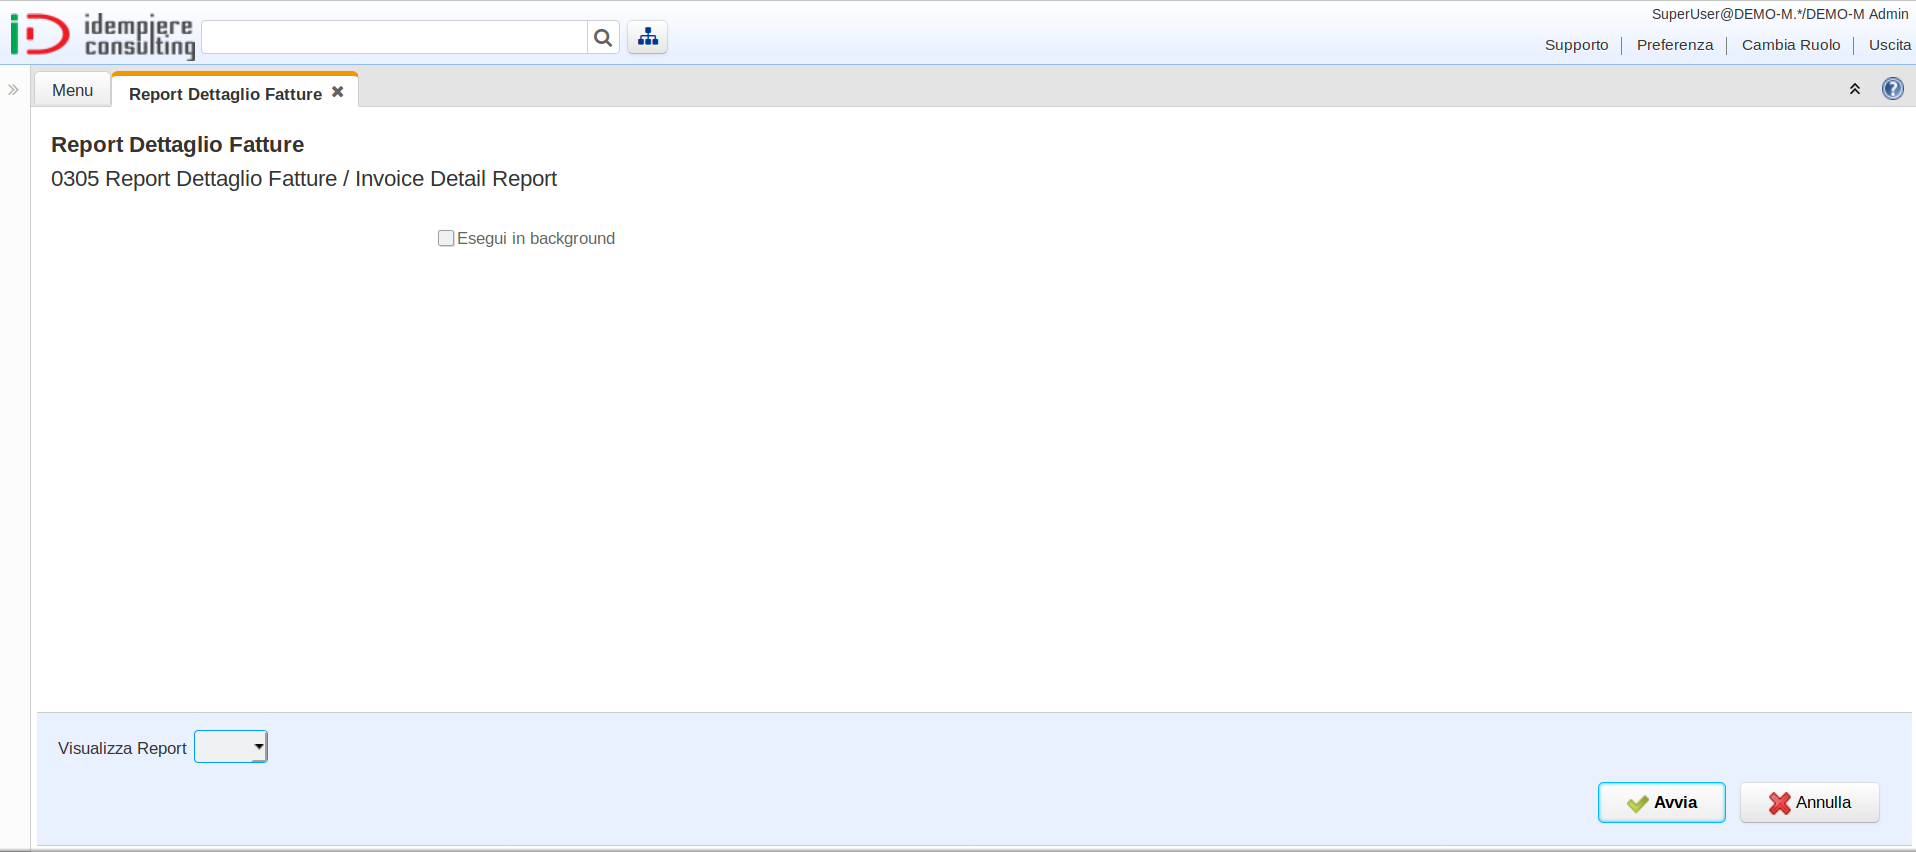 idempiere
consulting
SuperUser@DEMO-M.*/DEMO-M Admin
Supporto
Preferenza
Cambia Ruolo
Uscita
Menu
Report Dettaglio Fatture
Report Dettaglio Fatture
0305 Report Dettaglio Fatture / Invoice Detail Report
Esegui in background
Visualizza Report
Avvia
Annulla